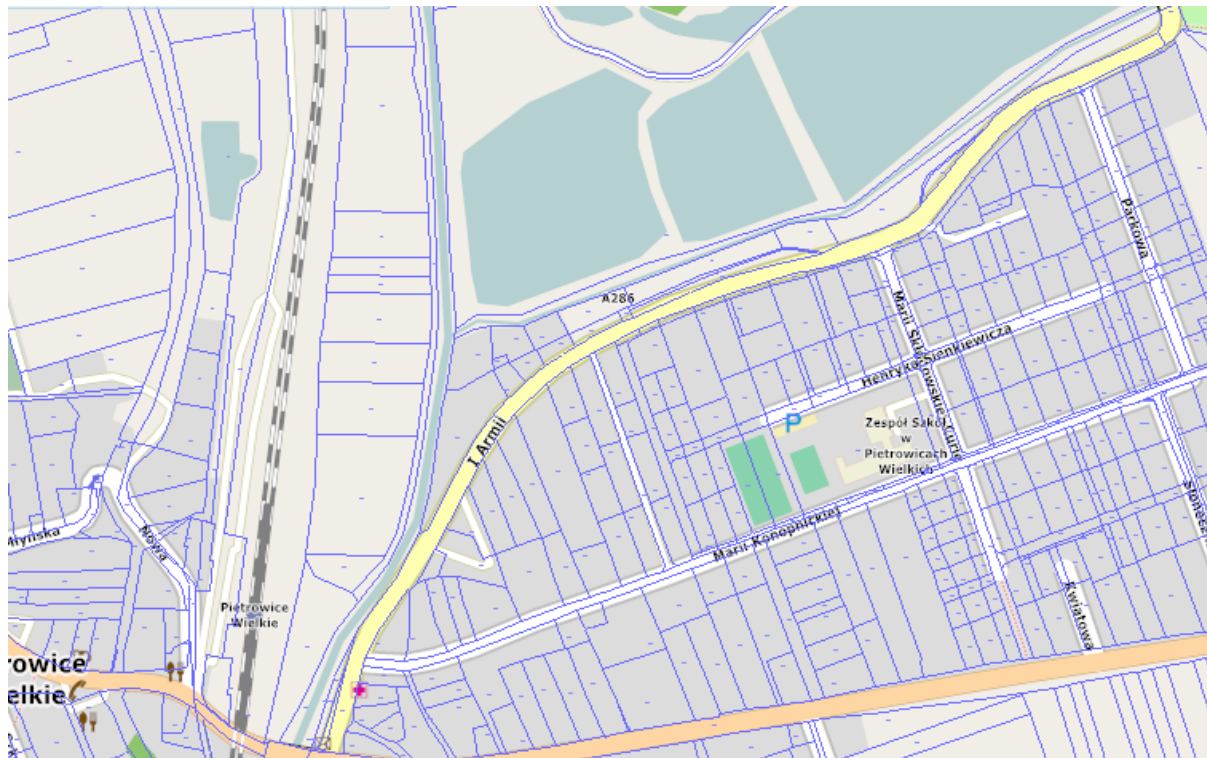 Parkowa
A286
Marii Skłodowskiej Curie
Henryka Sienkiewicza
P
Zespół Szkół
w
Pietrowicach
Wielkich
I Armii
Marii Konopnickiej
Młyńska
Nowa
Kwiatowa
Pietrowice
Wielkie
rowice
elkie